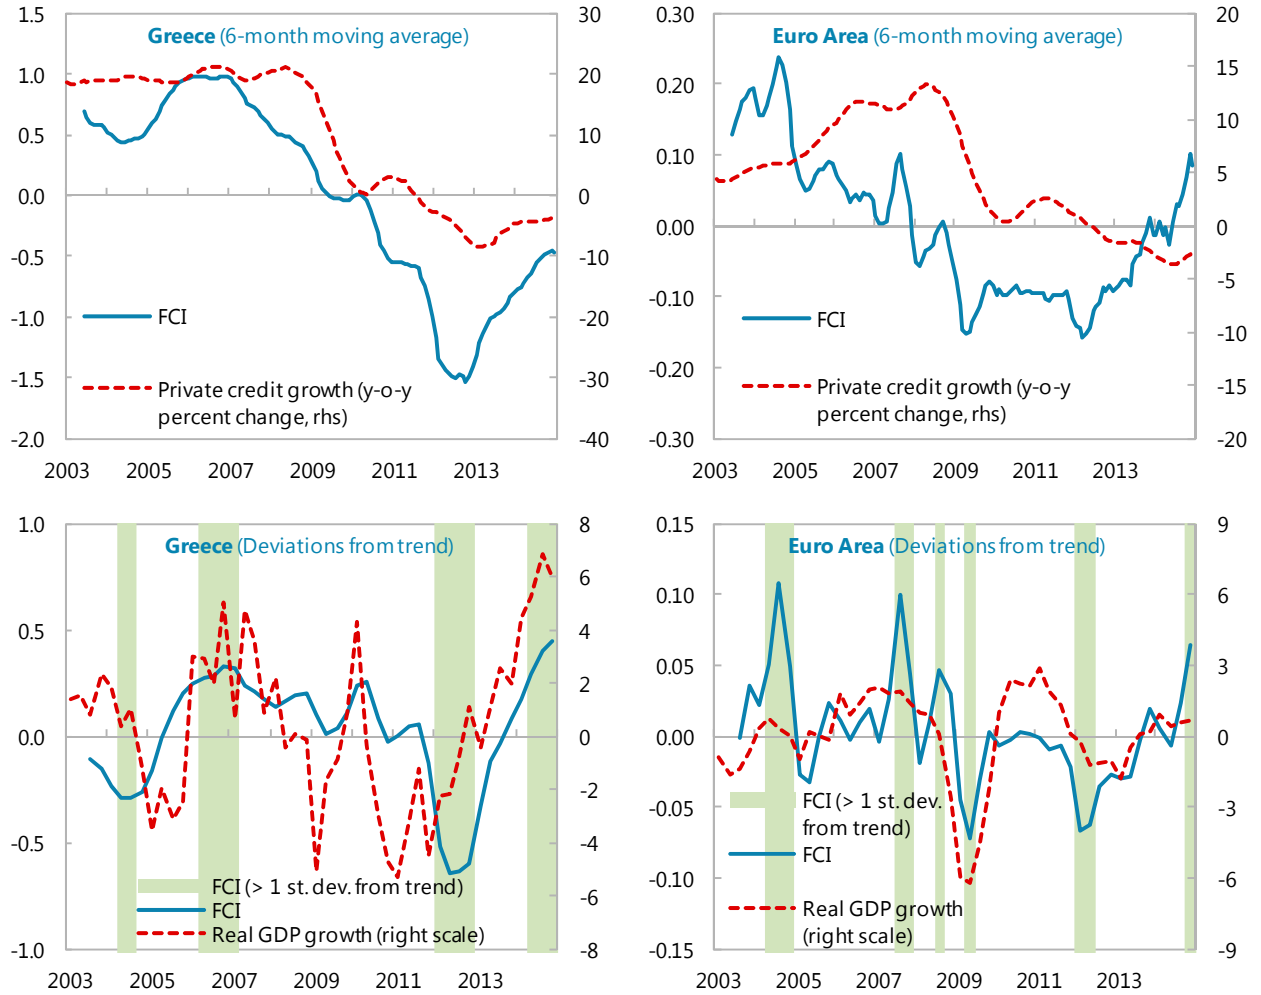 Greece (6-month moving average)
1.5
1.0
0.5
0.0
-0.5
-1.0
-1.5
-2.0
30
20
10
0
-10
-20
-30
-40
FCI
Private credit growth (y-o-y
percent change, rhs)
2003 2005 2007 2009 2011 2013
Euro Area (6-month moving average)
0.30
0.20
0.10
0.00
-0.10
-0.20
-0.30
20
15
10
5
0
-5
-10
-15
-20
FCI
Private credit growth (y-o-y
percent change, rhs)
2003 2005 2007 2009 2011 2013
Greece (Deviations from trend)
1.0
0.5
0.0
-0.5
-1.0
8
6
4
2
0
-2
-4
-6
-8
FCI (> 1 st. dev. from trend)
FCI
Real GDP growth (right scale)
2003 2005 2007 2009 2011 2013
Euro Area (Deviations from trend)
0.15
0.10
0.05
0.00
-0.05
-0.10
-0.15
9
6
3
0
-3
-6
-9
FCI (> 1 st. dev.
from trend)
FCI
Real GDP growth
(right scale)
2003 2005 2007 2009 2011 2013